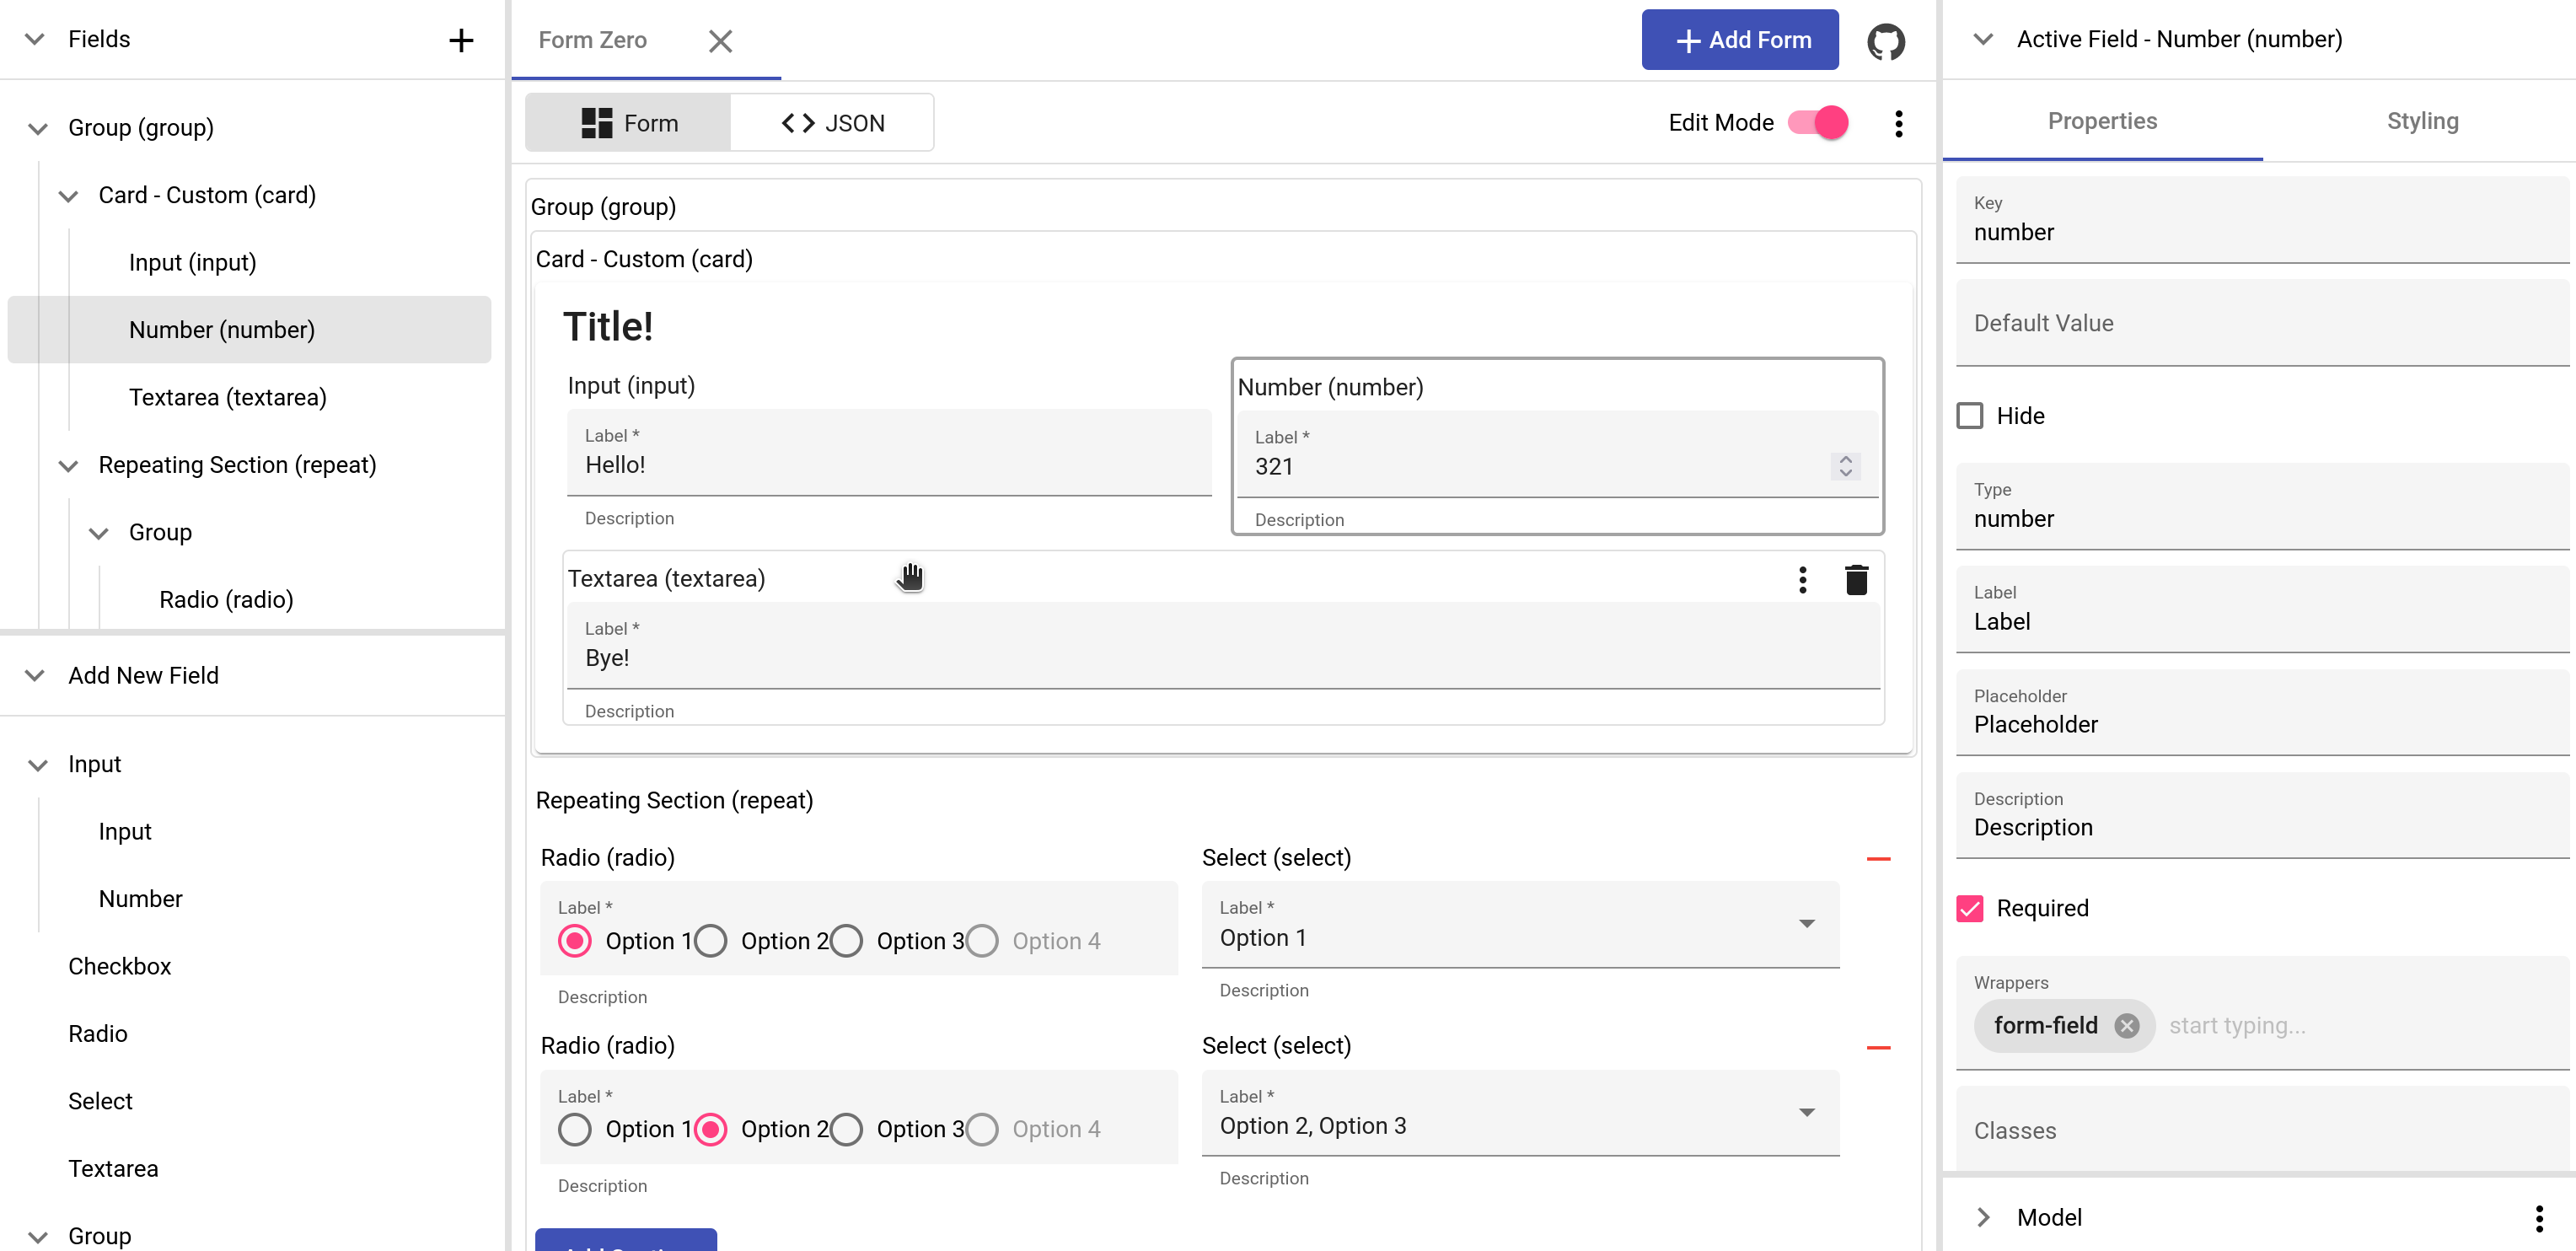 Fields
Group (group)
Card - Custom (card)
Input (input)
Number (number)
Textarea (textarea)
Repeating Section (repeat)
Group
Radio (radio)
Add New Field
Input
Input
Number
Checkbox
Radio
Select
Textarea
Group
Form Zero
Add Form
Form
JSON
Edit Mode
Group (group)
Card - Custom (card)
Title!
Input (input)
Label *
Hello!
Description
Number (number)
Label *
321
Description
Textarea (textarea)
Label *
Bye!
Description
Repeating Section (repeat)
Radio (radio)
Label *
Option 1 Option 2 Option 3 Option 4
Description
Select (select)
Label *
Option 1
Description
Radio (radio)
Label *
Option 1 Option 2 Option 3 Option 4
Description
Select (select)
Label *
Option 2, Option 3
Description
Active Field - Number (number)
Properties
Styling
Key
number
Default Value
Hide
Type
number
Label
Label
Placeholder
Placeholder
Description
Description
Required
Wrappers
form-field start typing...
Classes
Model